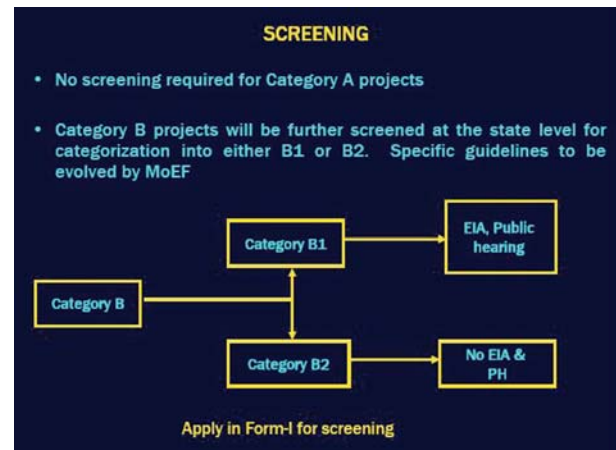 SCREENING
• No screening required for Category A projects
• Category B projects will be further screened at the state level for
categorization into either B1 or B2. Specific guidelines to be
evolved by MoEF
EIA, Public
hearing
Category B1
Category B
Category B2
No EIA &
PH
Apply in Form-I for screening